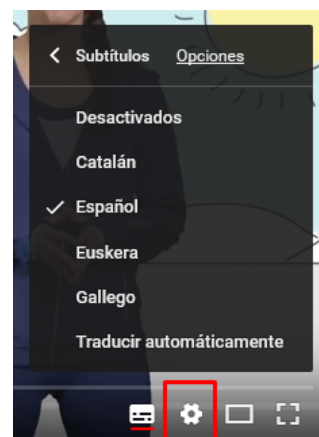 Subtítulos Opciones
Desactivados
Catalán
Español
Euskera
Gallego
Traducir automáticamente